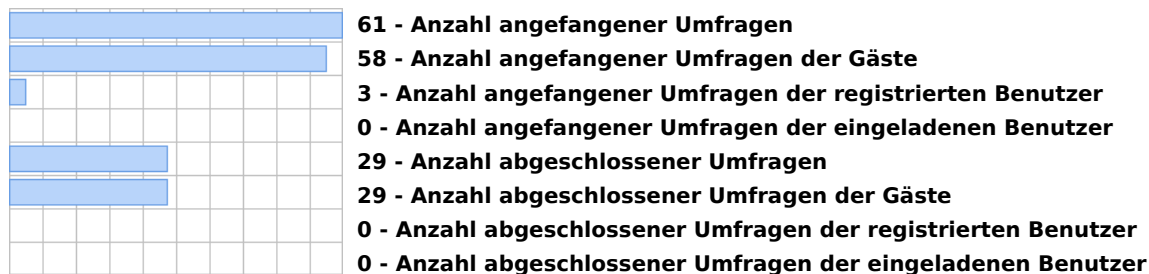 61 - Anzahl angefangener Umfragen
58 - Anzahl angefangener Umfragen der Gäste
3 - Anzahl angefangener Umfragen der registrierten Benutzer
0 - Anzahl angefangener Umfragen der eingeladenen Benutzer
29 - Anzahl abgeschlossener Umfragen
29 - Anzahl abgeschlossener Umfragen der Gäste
0 - Anzahl abgeschlossener Umfragen der registrierten Benutzer
0 - Anzahl abgeschlossener Umfragen der eingeladenen Benutzer